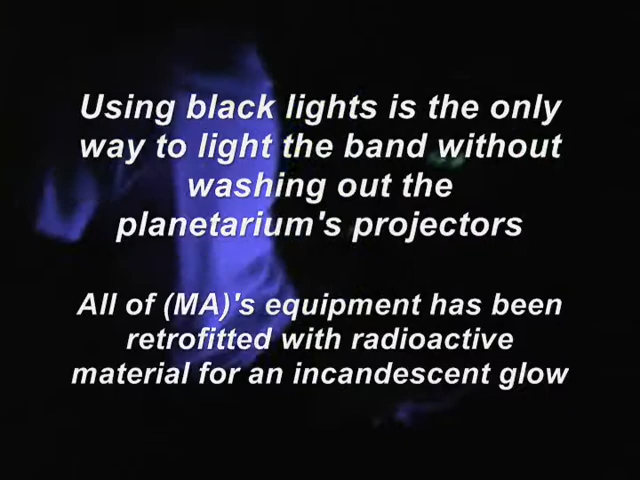 Using black lights is the only
way to light the band without
washing out the
planetarium's projectors
All of (MA)'s equipment has been
retrofitted with radioactive
material for an incandescent glow